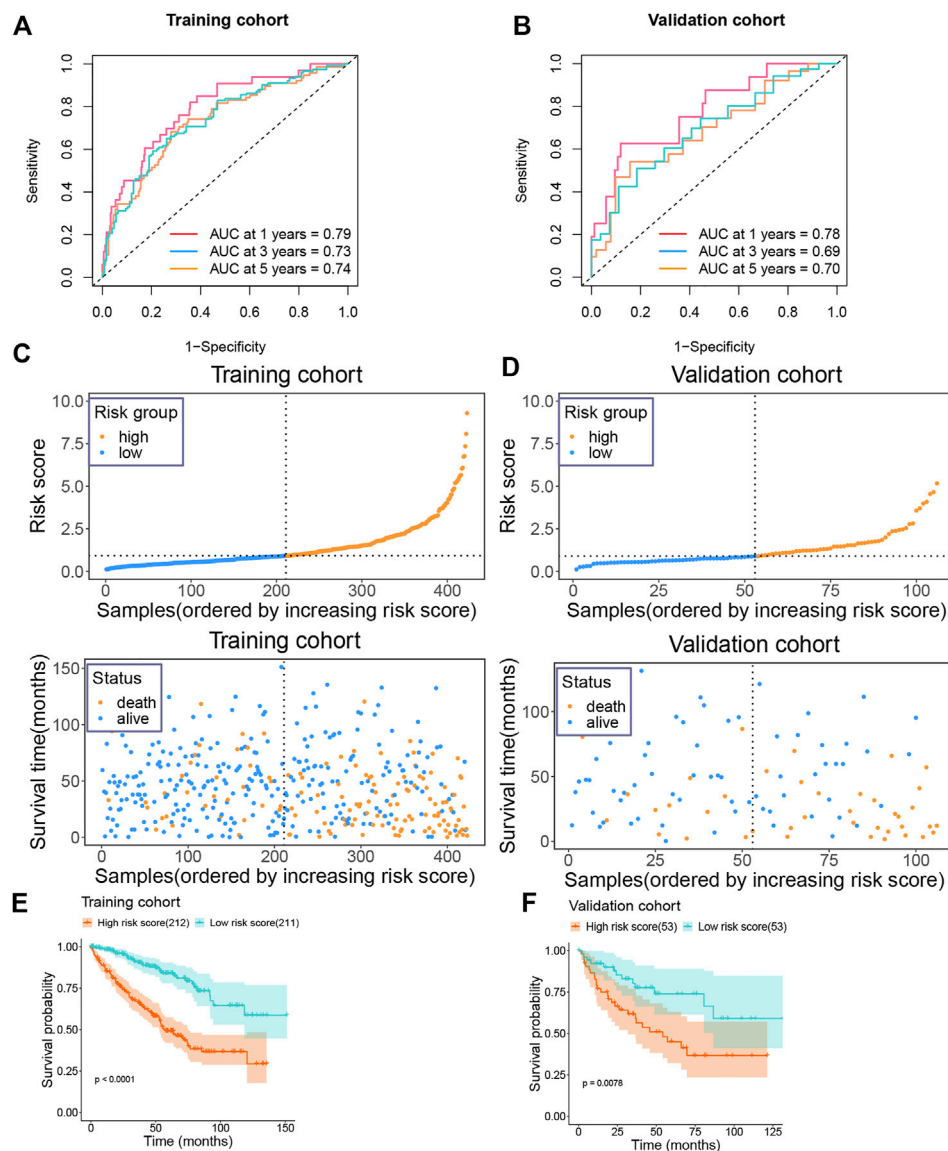 A
Training cohort
Sensitivity
1.0
0.8
0.6
0.4
0.2
0.0
AUC at 1 years = 0.79
AUC at 3 years = 0.73
AUC at 5 years = 0.74
0.0 0.2 0.4 0.6 0.8 1.0
1−Specificity
B
Validation cohort
Sensitivity
1.0
0.8
0.6
0.4
0.2
0.0
AUC at 1 years = 0.78
AUC at 3 years = 0.69
AUC at 5 years = 0.70
0.0 0.2 0.4 0.6 0.8 1.0
1−Specificity
C
Training cohort
Risk score
10.0
7.5
5.0
2.5
0.0
Risk group
high
low
0 100 200 300 400
Samples(ordered by increasing risk score)
Training cohort
Survival time(months)
150
100
50
0
Status
death
alive
0 100 200 300 400
Samples(ordered by increasing risk score)
D
Validation cohort
Risk score
10.0
7.5
5.0
2.5
0.0
Risk group
high
low
0 25 50 75 100
Samples(ordered by increasing risk score)
Validation cohort
Survival time(months)
100
50
0
Status
death
alive
0 25 50 75 100
Samples(ordered by increasing risk score)
E
Training cohort
High risk score(212) Low risk score(211)
Survival probability
1.00
0.75
0.50
0.25
0.00
p < 0.0001
0 50 100 150
Time (months)
F
Validation cohort
High risk score(53) Low risk score(53)
Survival probability
1.00
0.75
0.50
0.25
0.00
p = 0.0078
0 25 50 75 100 125
Time (months)